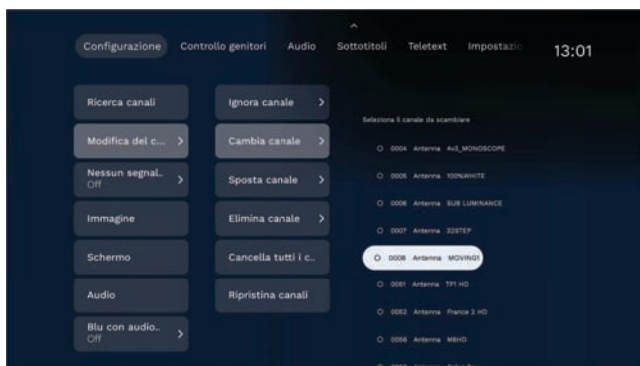 Configurazione Controllo genitori Audio Sottotitoli Teletext Impostazio
13:01
Ricerca canali
Modifica del c...
Nessun segnal..
Off
Immagine
Schermo
Audio
Blu con audio..
Off
Ignora canale
Cambia canale
Sposta canale
Elimina canale
Cancella tutti i c..
Ripristina canali
Seleziona il canale da scambiare
0004 Antenna 4v3_MONOSCOPE
0005 Antenna 100%WHITE
0006 Antenna SUB LUMINANCE
0007 Antenna 32STEP
0008 Antenna MOVING1
0051 Antenna TF1 HD
0052 Antenna France 2 HD
0056 Antenna M6HD